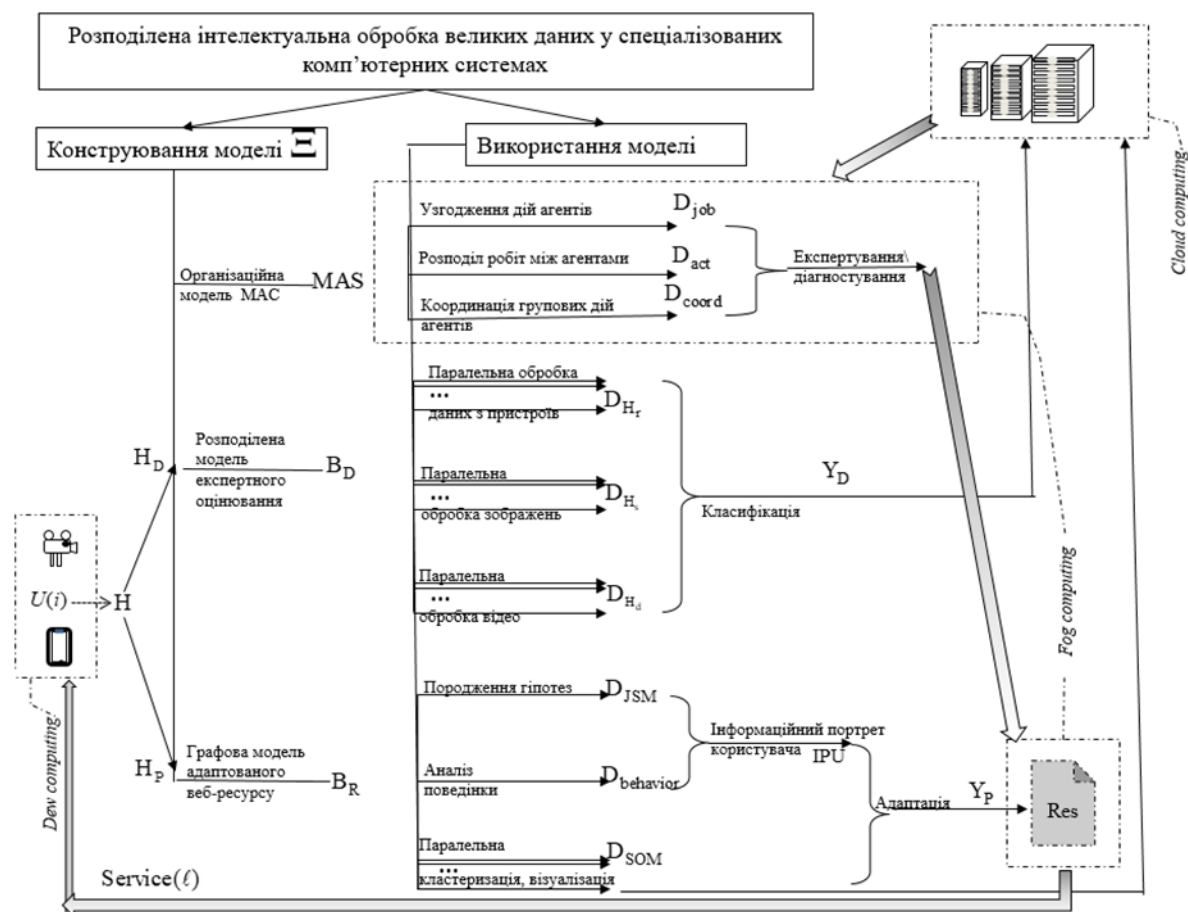 Розподілена інтелектуальна обробка великих даних у спеціалізованих
комп’ютерних системах
Конструювання моделі Ξ
Використання моделі
Cloud computing
Узгодження дій агентів
D_job
Розподіл робіт між агентами
D_act
Координація групових дій
агентів
D_coord
Експертування\
діагностування
Організаційна
модель МАС
MAS
Паралельна обробка
...
даних з пристроїв
D_H_r
H_D
Розподілена
модель
експертного
оцінювання
B_D
Паралельна
...
обробка зображень
D_H_s
Класифікація
Y_D
Паралельна
...
обробка відео
D_H_d
Fog computing
U(i)
H
Dew computing
Породження гіпотез
D_JSM
Інформаційний портрет
користувача IPU
H_P
Графова модель
адаптованого
веб-ресурсу
B_R
Аналіз
поведінки
D_behavior
Адаптація
Y_P
Res
Паралельна
...
кластеризація, візуалізація
D_SOM
Service(ℓ)